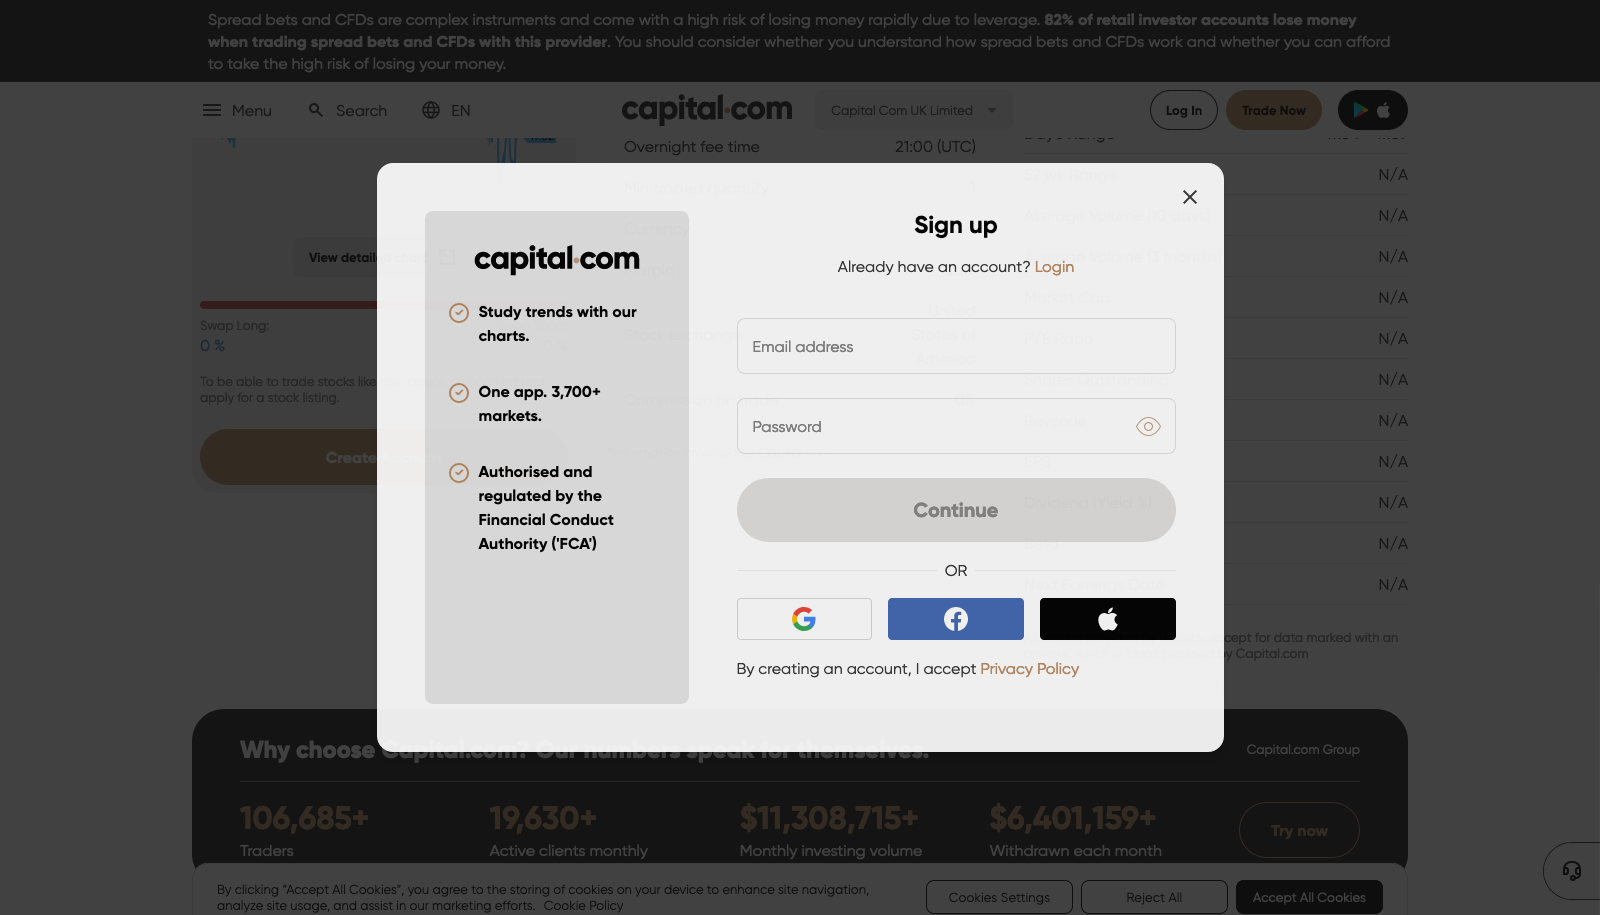 Spread bets and CFDs are complex instruments and come with a high risk of losing money rapidly due to leverage. 82% of retail investor accounts lose money
when trading spread bets and CFDs with this provider. You should consider whether you understand how spread bets and CFDs work and whether you can afford
to take the high risk of losing your money.
Menu
Search
EN
capital.com
Capital Com UK Limited
Log In
Trade Now
Overnight fee time
21:00 (UTC)
N/A
N/A
N/A
N/A
N/A
N/A
N/A
N/A
N/A
N/A
N/A
View detailed
Swap Long:
0 %
To be able to trade stocks like
apply for a stock listing.
Create
capital.com
Study trends with our
charts.
One app. 3,700+
markets.
Authorised and
regulated by the
Financial Conduct
Authority ('FCA')
Sign up
Already have an account? Login
Email address
Password
Continue
OR
By creating an account, I accept Privacy Policy
except for data marked with an
by Capital.com
Why choose Capital.com? Our numbers speak for themselves.
Capital.com Group
106,685+
Traders
19,630+
Active clients monthly
$11,308,715+
Monthly investing volume
$6,401,159+
Withdrawn each month
Try now
By clicking "Accept All Cookies", you agree to the storing of cookies on your device to enhance site navigation,
analyze site usage, and assist in our marketing efforts. Cookie Policy
Cookies Settings
Reject All
Accept All Cookies